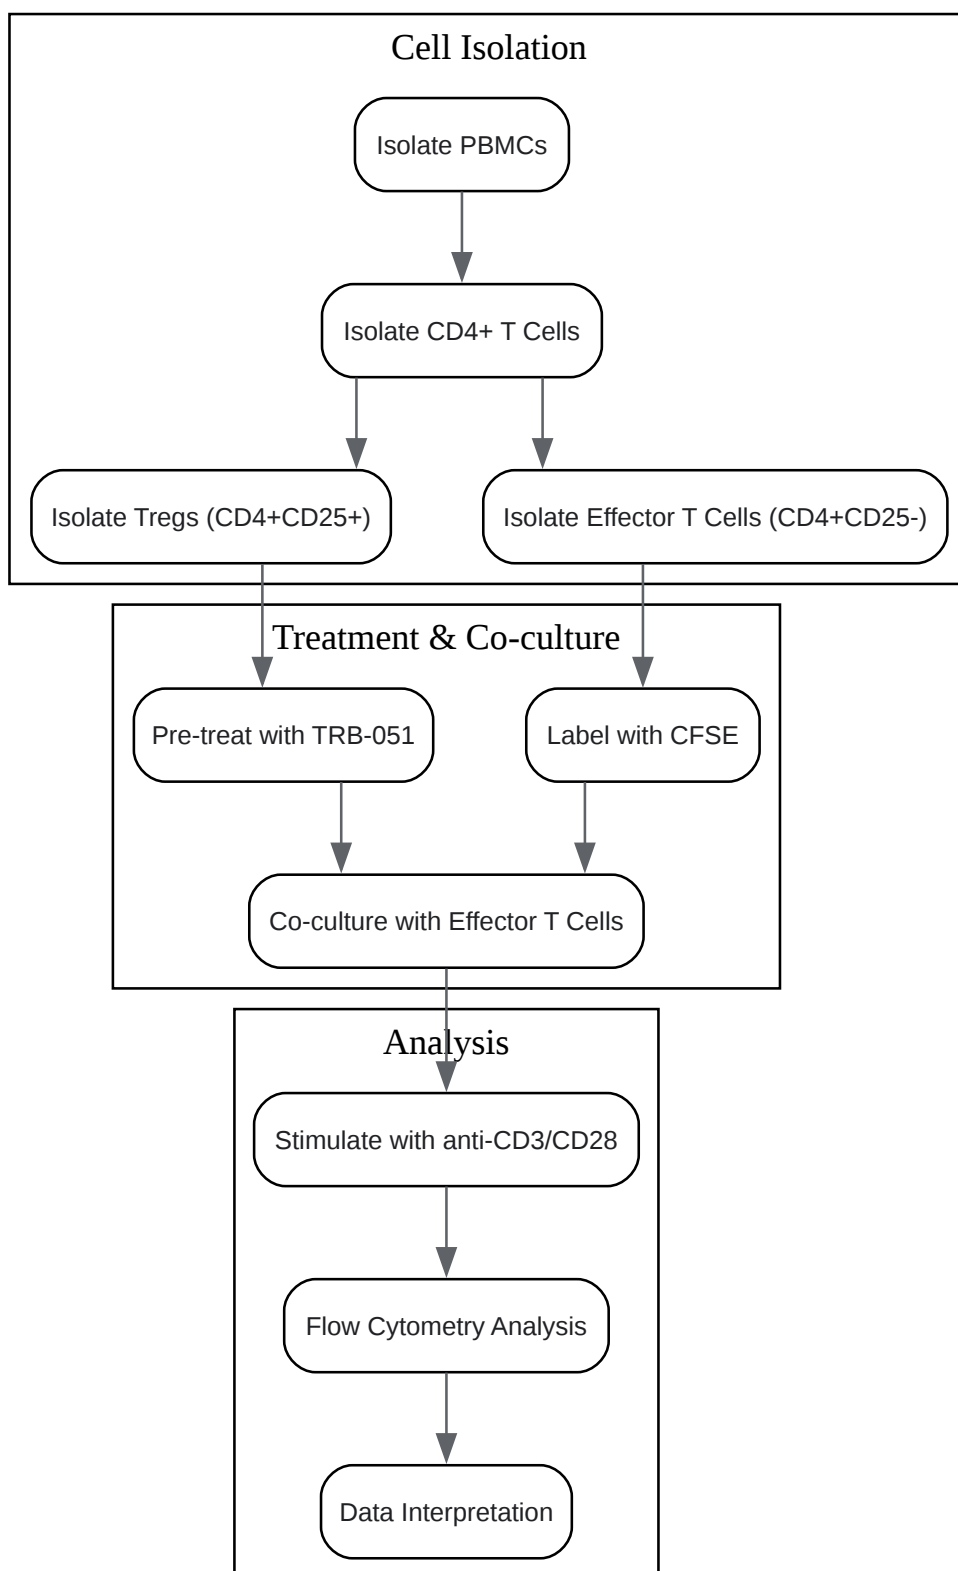 Cell Isolation
Isolate PBMCs
Isolate CD4+ T Cells
Isolate Tregs (CD4+CD25+)
Isolate Effector T Cells (CD4+CD25-)
Treatment & Co-culture
Pre-treat with TRB-051
Label with CFSE
Co-culture with Effector T Cells
Analysis
Stimulate with anti-CD3/CD28
Flow Cytometry Analysis
Data Interpretation